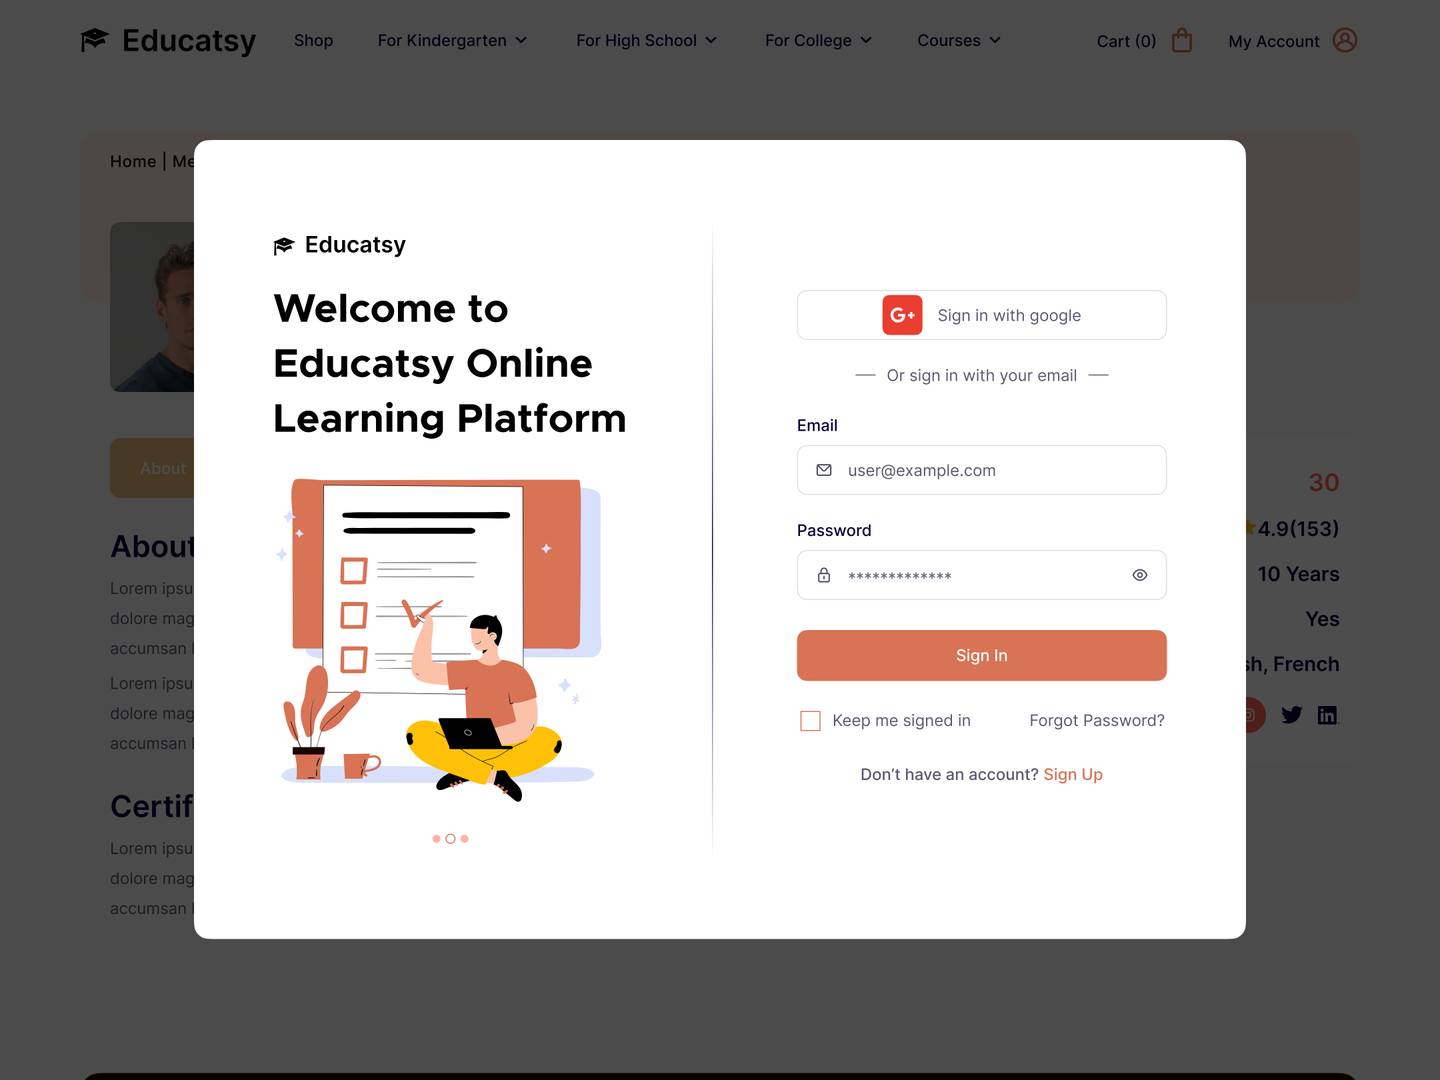 Educatsy
Shop
For Kindergarten
For High School
For College
Courses
Cart (0)
My Account
Home | Me
About
About
Lorem ipsu
dolore mag
accumsan
Lorem ipsu
dolore mag
accumsan
Certif
Lorem ipsu
dolore mag
accumsan
Educatsy
Welcome to
Educatsy Online
Learning Platform
G+ Sign in with google
Or sign in with your email
Email
user@example.com
Password
*************
Sign In
Keep me signed in
Forgot Password?
Don’t have an account? Sign Up
30
4.9(153)
10 Years
Yes
sh, French